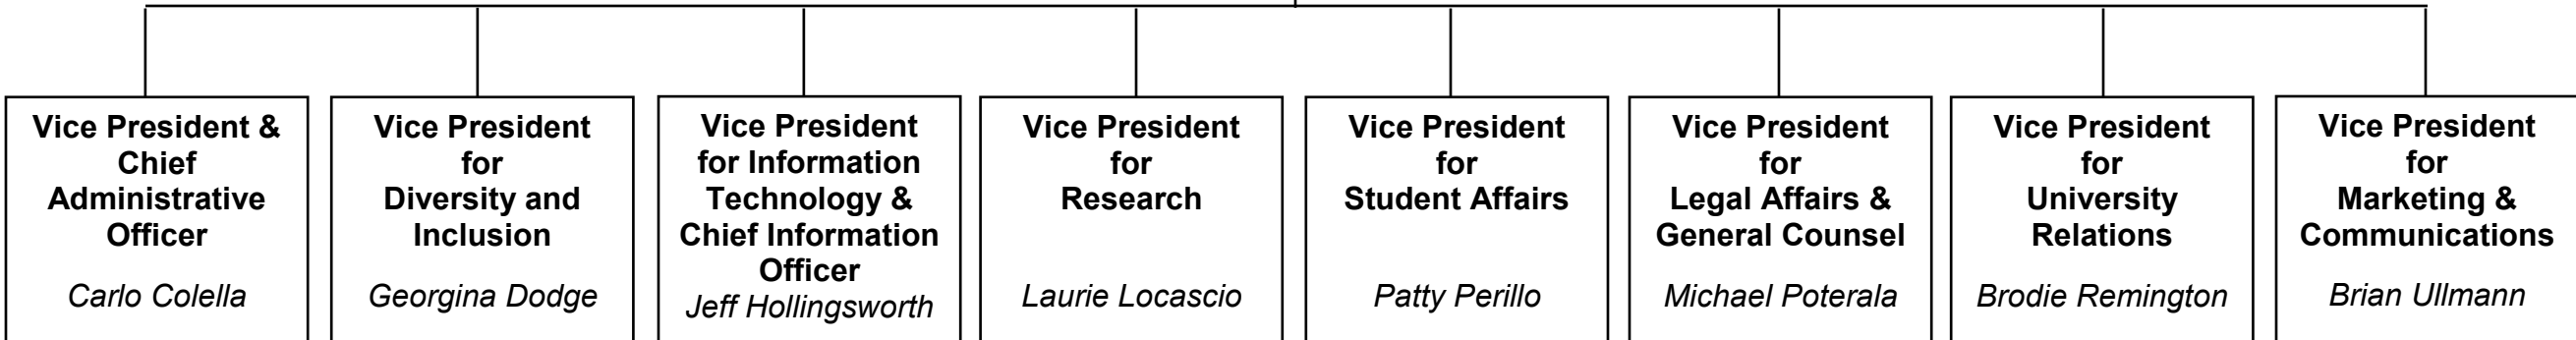 Vice President &
Chief
Administrative
Officer
Carlo Colella
Vice President
for
Diversity and
Inclusion
Georgina Dodge
Vice President
for Information
Technology &
Chief Information
Officer
Jeff Hollingsworth
Vice President
for
Research
Laurie Locascio
Vice President
for
Student Affairs
Patty Perillo
Vice President
for
Legal Affairs &
General Counsel
Michael Poterala
Vice President
for
University
Relations
Brodie Remington
Vice President
for
Marketing &
Communications
Brian Ullmann